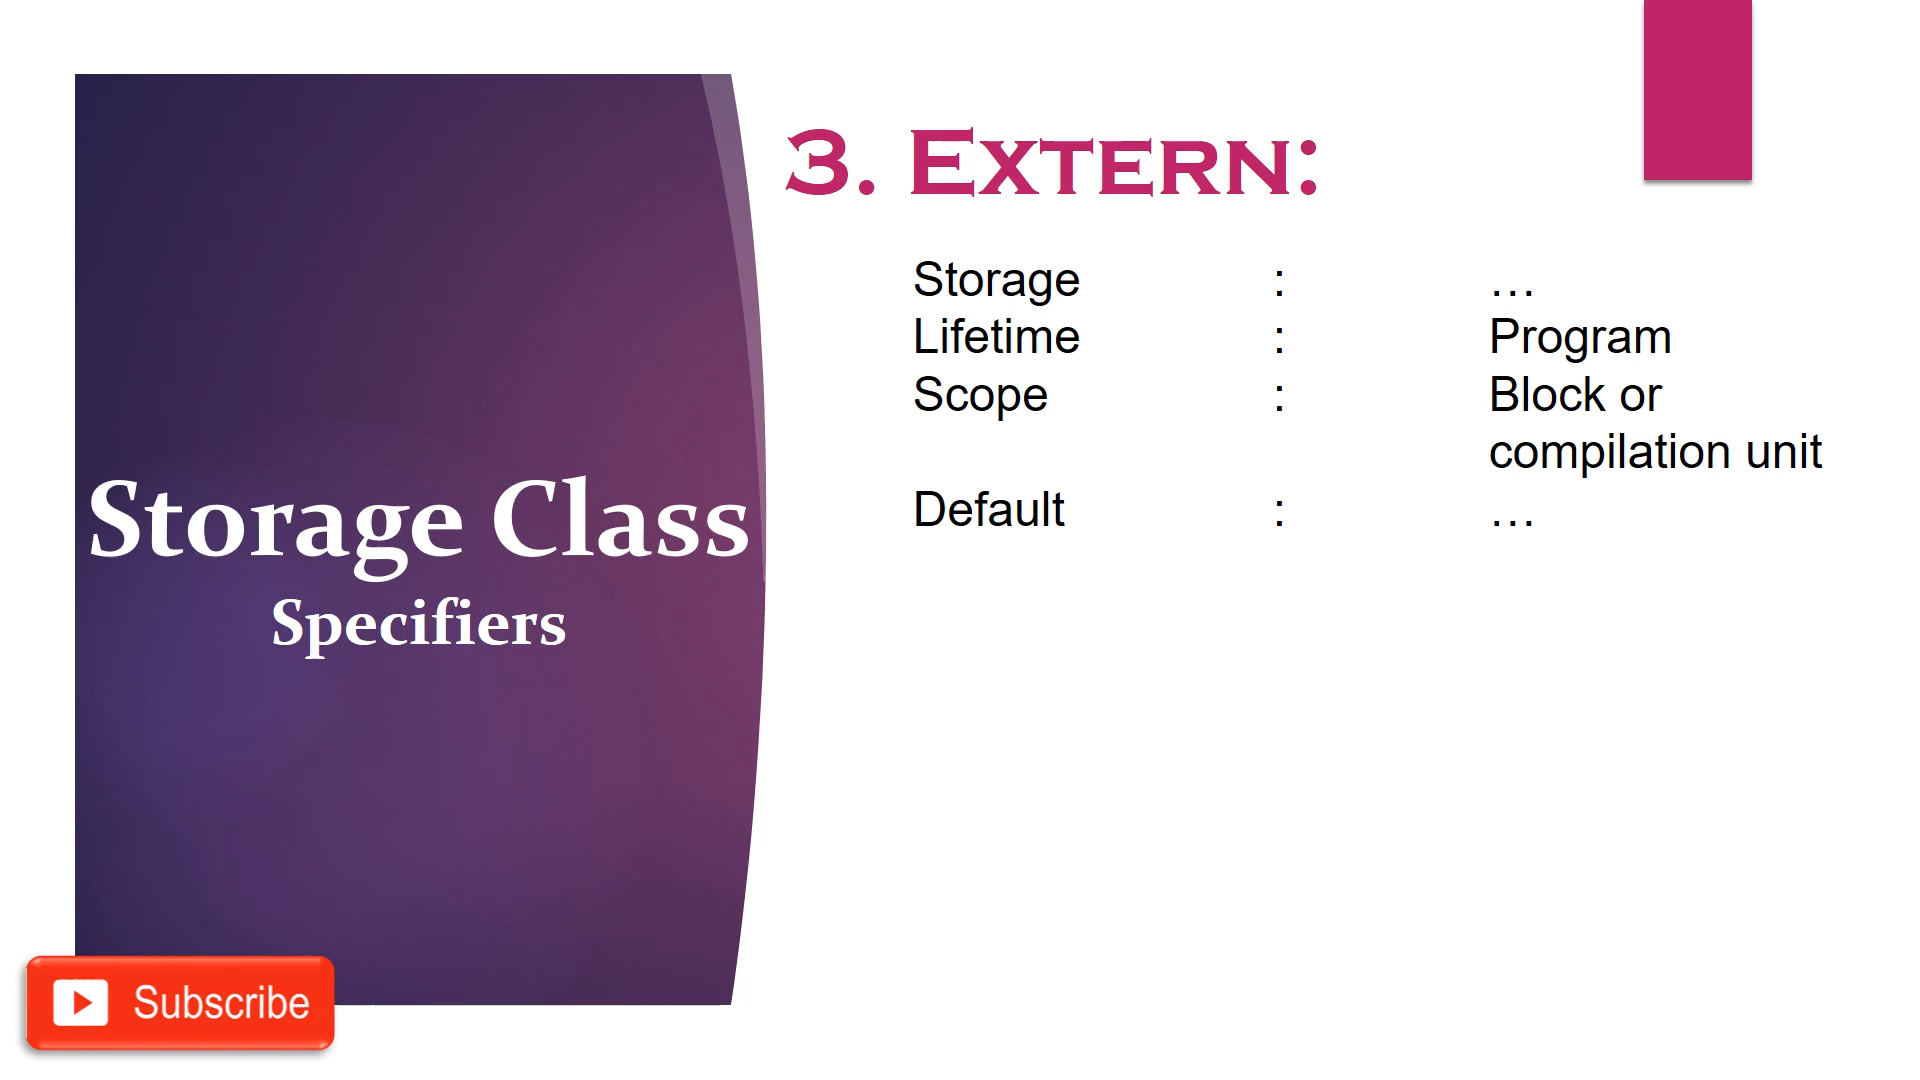 Storage Class
Specifiers
3. Extern:
Storage : …
Lifetime : Program
Scope : Block or
compilation unit
Default : …
Subscribe